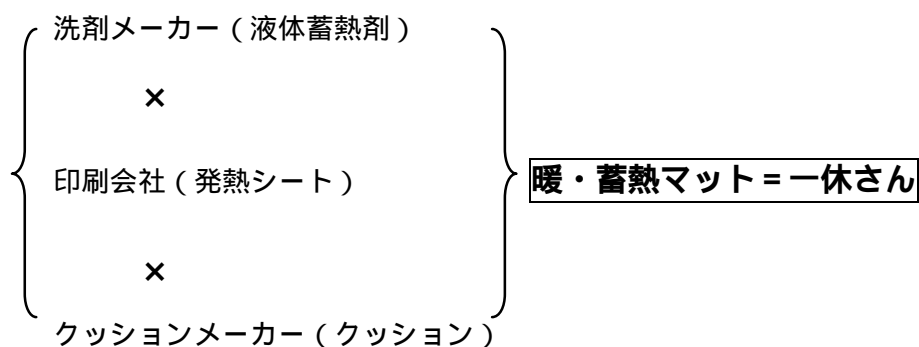 洗剤メーカー（液体蓄熱剤）
×
印刷会社（発熱シート）
暖・蓄熱マット＝一休さん
×
クッションメーカー（クッション）